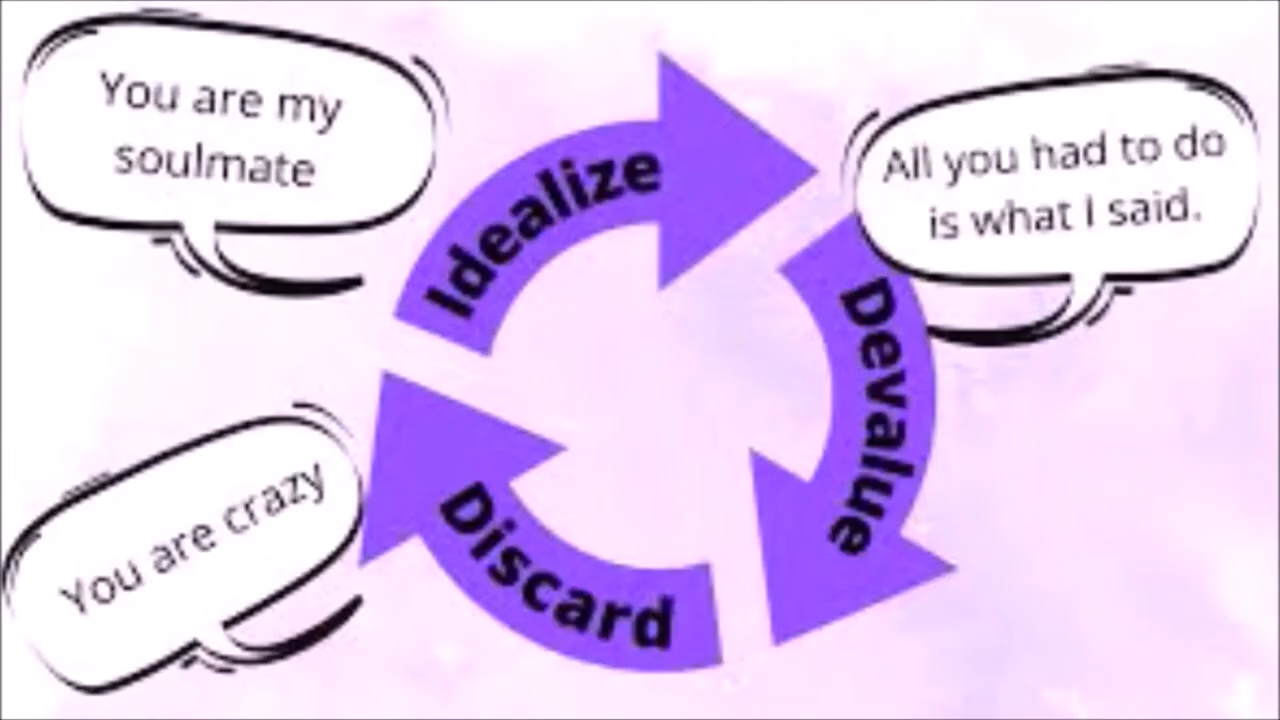 You are my
soulmate
Idealize
All you had to do
is what I said.
Devalue
Discard
You are crazy